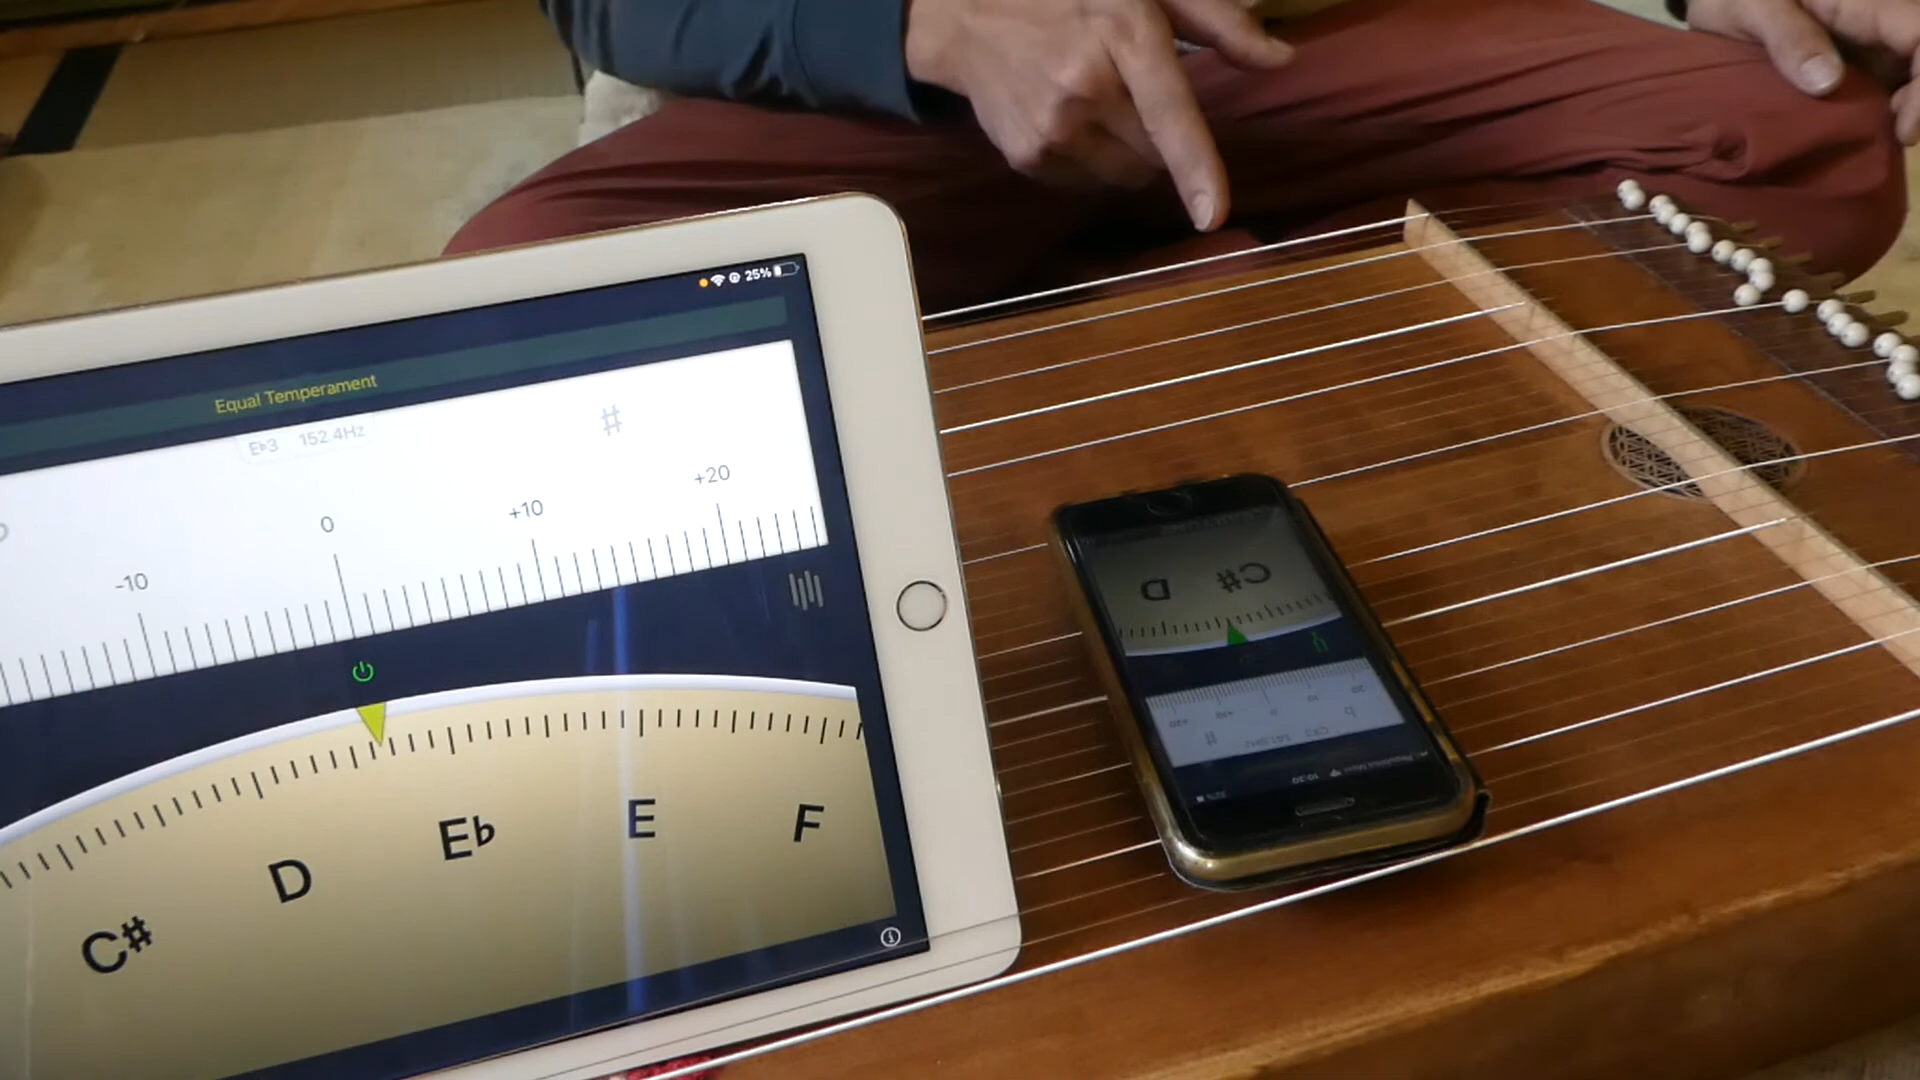 25%
Equal Temperament
E♭3 152.4Hz
♯
-10 0 +10 +20
C♯ D E♭ E F
D C♯